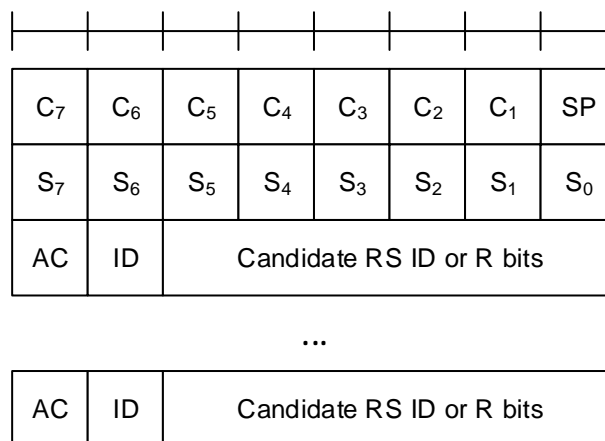 C₇ C₆ C₅ C₄ C₃ C₂ C₁ SP
S₇ S₆ S₅ S₄ S₃ S₂ S₁ S₀
AC ID Candidate RS ID or R bits
...
AC ID Candidate RS ID or R bits